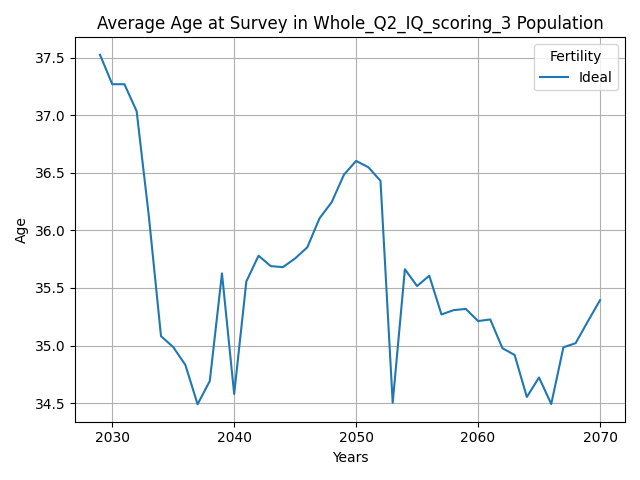 Average Age at Survey in Whole_Q2_IQ_scoring_3 Population
Fertility
Ideal
37.5
37.0
36.5
36.0
35.5
35.0
34.5
Age
2030 2040 2050 2060 2070
Years